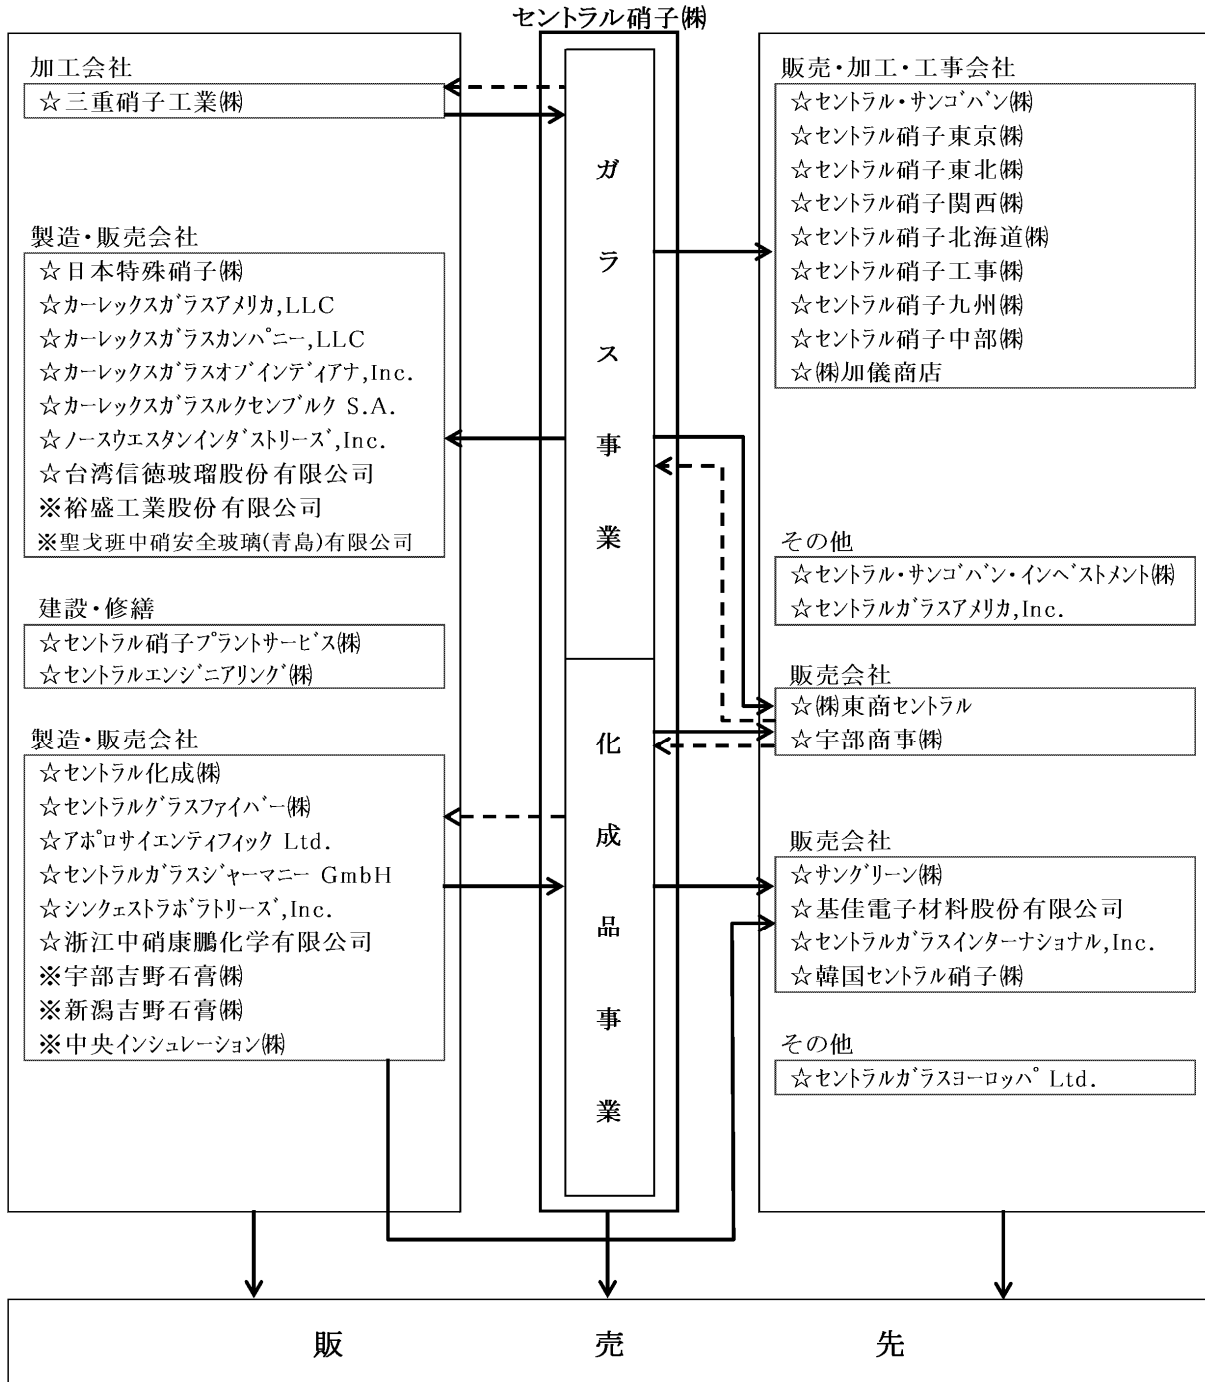 セントラル硝子㈱
加工会社
☆三重硝子工業㈱
製造・販売会社
☆日本特殊硝子㈱
☆ｶｰﾚｯｸｽｶﾞﾗｽｱﾒﾘｶ,LLC
☆ｶｰﾚｯｸｽｶﾞﾗｽｶﾝﾊﾟﾆｰ,LLC
☆ｶｰﾚｯｸｽｶﾞﾗｽｵﾌﾞｲﾝﾃﾞｨｱﾅ,Inc.
☆ｶｰﾚｯｸｽｶﾞﾗｽﾙｸｾﾝﾌﾞﾙｸ S.A.
☆ﾉｰｽｳｴｽﾀﾝｲﾝﾀﾞｽﾄﾘｰｽﾞ,Inc.
☆台湾信徳玻瑠股份有限公司
※裕盛工業股份有限公司
※聖戈班中硝安全玻璃(青島)有限公司
建設・修繕
☆ｾﾝﾄﾗﾙ硝子ﾌﾟﾗﾝﾄｻｰﾋﾞｽ㈱
☆ｾﾝﾄﾗﾙｴﾝｼﾞﾆｱﾘﾝｸﾞ㈱
製造・販売会社
☆ｾﾝﾄﾗﾙ化成㈱
☆ｾﾝﾄﾗﾙｸﾞﾗｽﾌｧｲﾊﾞｰ㈱
☆ｱﾎﾟﾛｻｲｴﾝﾃｨﾌｨｯｸ Ltd.
☆ｾﾝﾄﾗﾙｶﾞﾗｽｼﾞｬｰﾏﾆｰ GmbH
☆ｼﾝｸｪｽﾄﾗﾎﾞﾗﾄﾘｰｽﾞ,Inc.
☆浙江中硝康鵬化学有限公司
※宇部吉野石膏㈱
※新潟吉野石膏㈱
※中央ｲﾝｼｭﾚｰｼｮﾝ㈱
ガラス事業
化成品事業
販売・加工・工事会社
☆ｾﾝﾄﾗﾙ・ｻﾝｺﾞﾊﾞﾝ㈱
☆ｾﾝﾄﾗﾙ硝子東京㈱
☆ｾﾝﾄﾗﾙ硝子東北㈱
☆ｾﾝﾄﾗﾙ硝子関西㈱
☆ｾﾝﾄﾗﾙ硝子北海道㈱
☆ｾﾝﾄﾗﾙ硝子工事㈱
☆ｾﾝﾄﾗﾙ硝子九州㈱
☆ｾﾝﾄﾗﾙ硝子中部㈱
☆㈱加儀商店
その他
☆ｾﾝﾄﾗﾙ・ｻﾝｺﾞﾊﾞﾝ・ｲﾝﾍﾞｽﾄﾒﾝﾄ㈱
☆ｾﾝﾄﾗﾙｶﾞﾗｽｱﾒﾘｶ,Inc.
販売会社
☆㈱東商ｾﾝﾄﾗﾙ
☆宇部商事㈱
販売会社
☆ｻﾝｸﾞﾘｰﾝ㈱
☆基佳電子材料股份有限公司
☆ｾﾝﾄﾗﾙｶﾞﾗｽｲﾝﾀｰﾅｼｮﾅﾙ,Inc.
☆韓国ｾﾝﾄﾗﾙ硝子㈱
その他
☆ｾﾝﾄﾗﾙｶﾞﾗｽﾖｰﾛｯﾊﾟ Ltd.
販売先